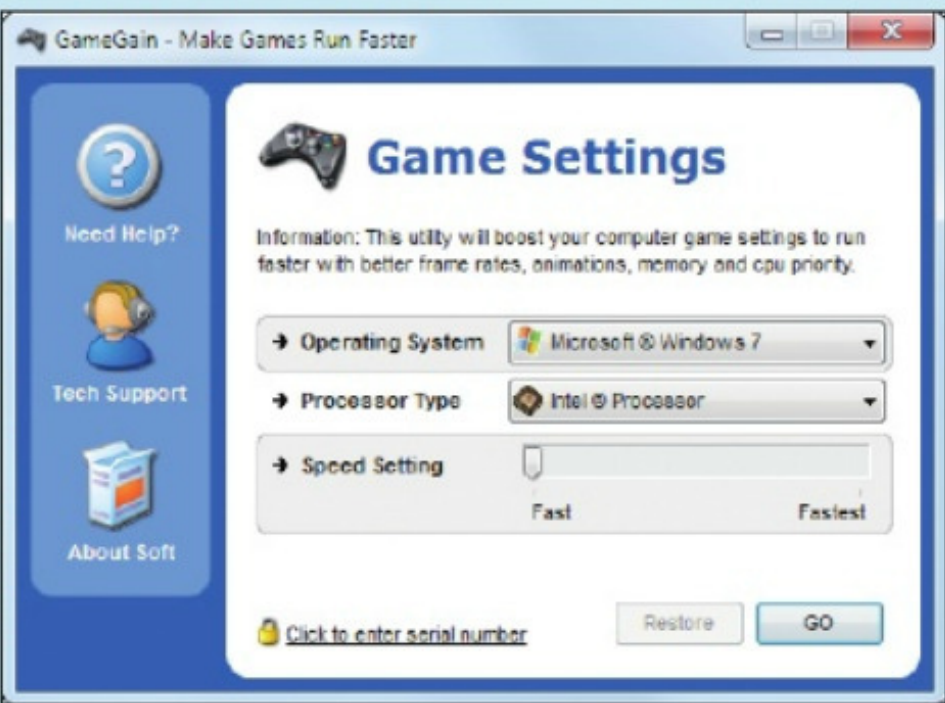 GameGain - Make Games Run Faster
Game Settings
Need Help?
Information: This utility will boost your computer game settings to run
faster with better frame rates, animations, memory and cpu priority.
Operating System
Microsoft ® Windows 7
Tech Support
Processor Type
Intel ® Processor
Speed Setting
Fast
Fastest
About Soft
Click to enter serial number
Restore
GO